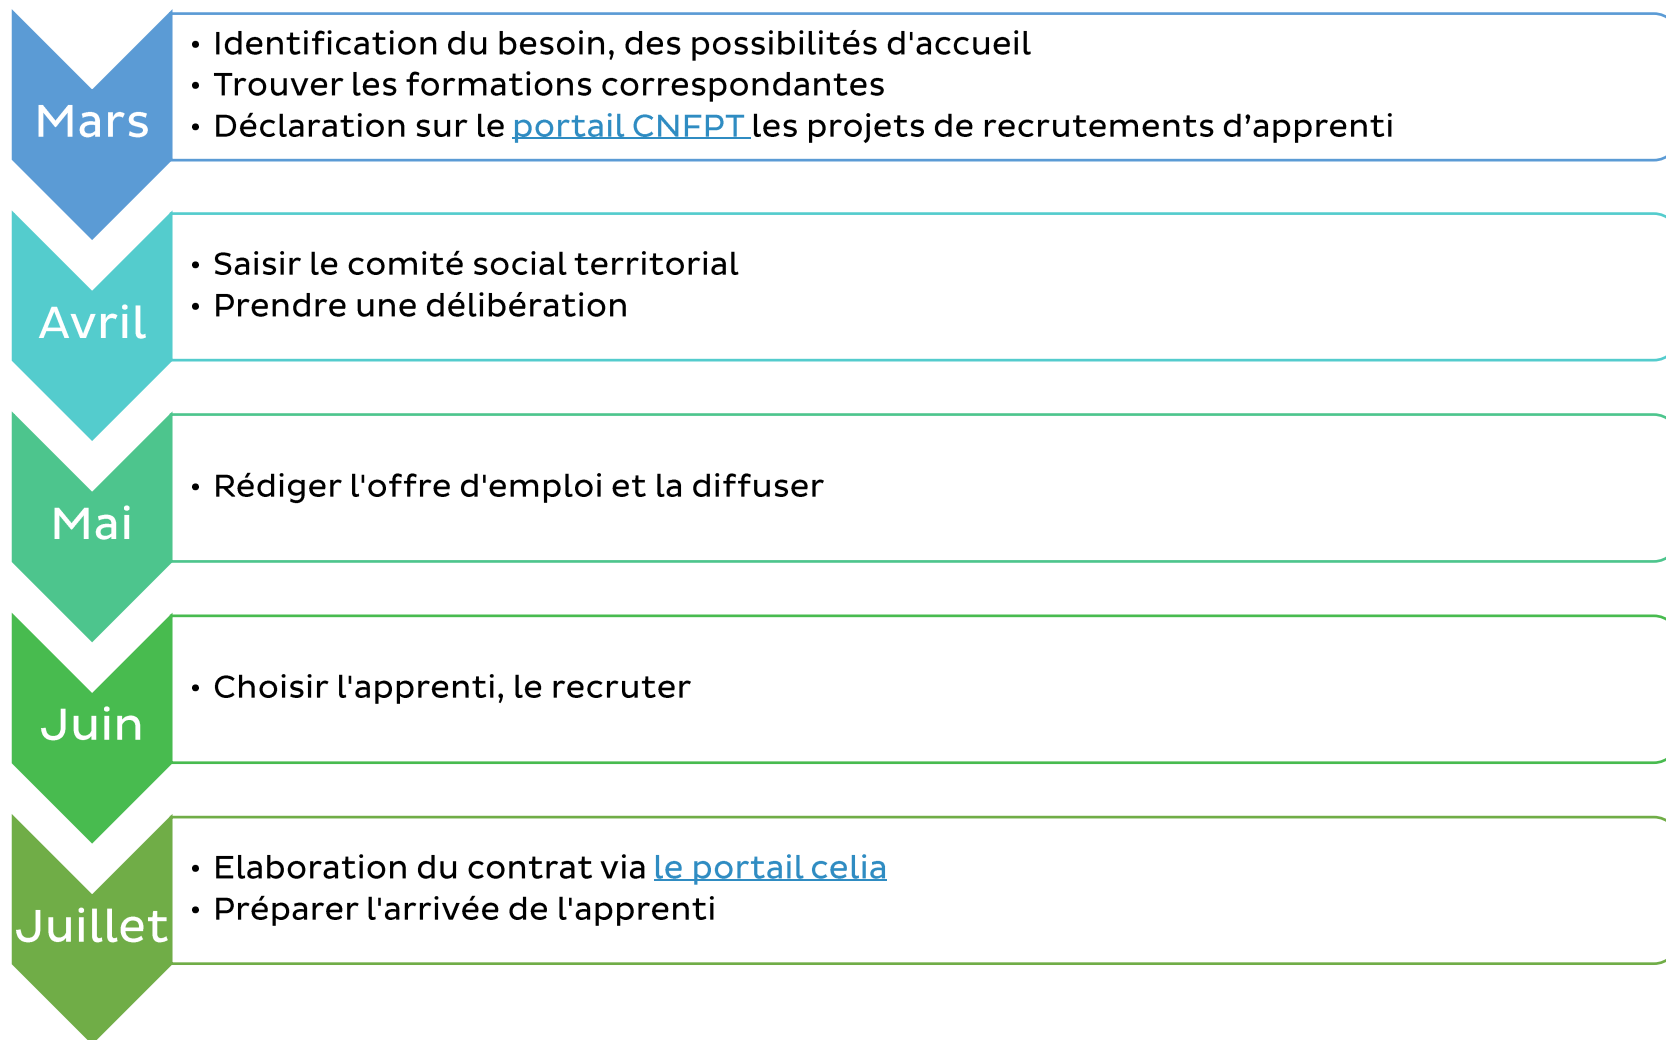 Mars
• Identification du besoin, des possibilités d'accueil
• Trouver les formations correspondantes
• Déclaration sur le portail CNFPT les projets de recrutements d’apprenti
Avril
• Saisir le comité social territorial
• Prendre une délibération
Mai
• Rédiger l'offre d'emploi et la diffuser
Juin
• Choisir l'apprenti, le recruter
Juillet
• Elaboration du contrat via le portail celia
• Préparer l'arrivée de l'apprenti